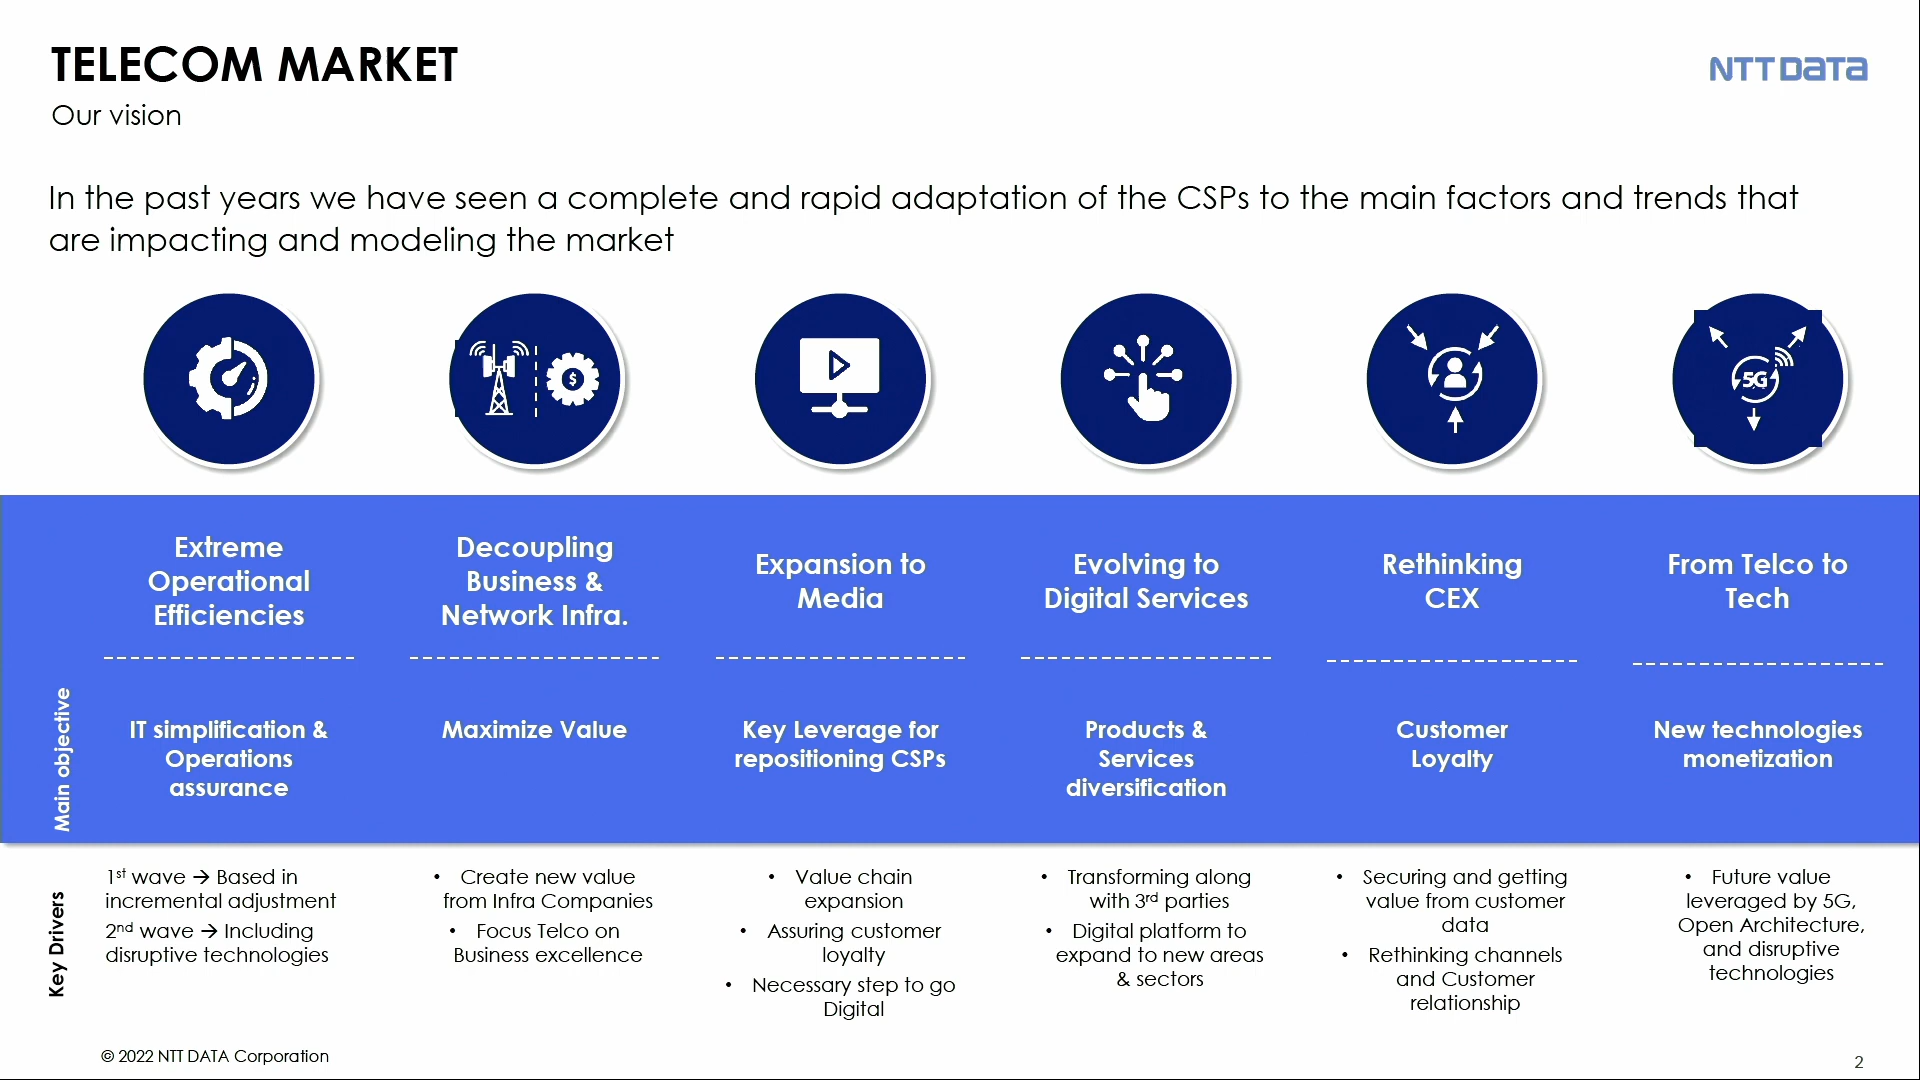 TELECOM MARKET
NTT DATA
Our vision
In the past years we have seen a complete and rapid adaptation of the CSPs to the main factors and trends that
are impacting and modeling the market
$
5G
Extreme
Operational
Efficiencies
Decoupling
Business &
Network Infra.
Expansion to
Media
Evolving to
Digital Services
Rethinking
CEX
From Telco to
Tech
Main objective
IT simplification &
Operations
assurance
Maximize Value
Key Leverage for
repositioning CSPs
Products &
Services
diversification
Customer
Loyalty
New technologies
monetization
Key Drivers
1st wave → Based in
incremental adjustment
2nd wave → Including
disruptive technologies
• Create new value
from Infra Companies
• Focus Telco on
Business excellence
• Value chain
expansion
• Assuring customer
loyalty
• Necessary step to go
Digital
• Transforming along
with 3rd parties
• Digital platform to
expand to new areas
& sectors
• Securing and getting
value from customer
data
• Rethinking channels
and Customer
relationship
• Future value
leveraged by 5G,
Open Architecture,
and disruptive
technologies
© 2022 NTT DATA Corporation
2